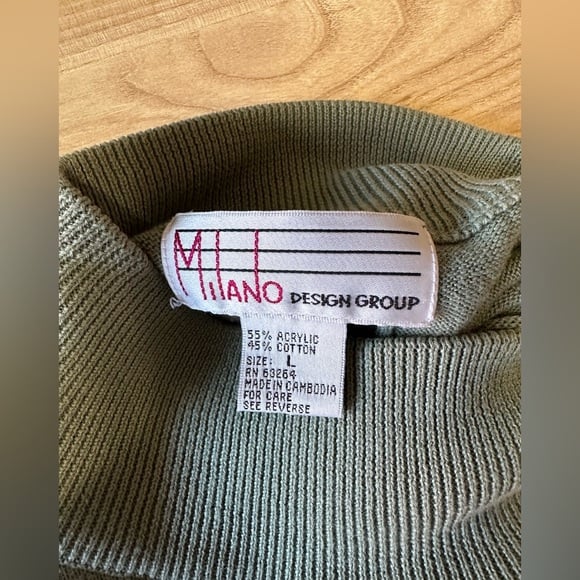 MILANO DESIGN GROUP
55% ACRYLIC
45% COTTON
SIZE: L
RN 63264
MADE IN CAMBODIA
FOR CARE
SEE REVERSE